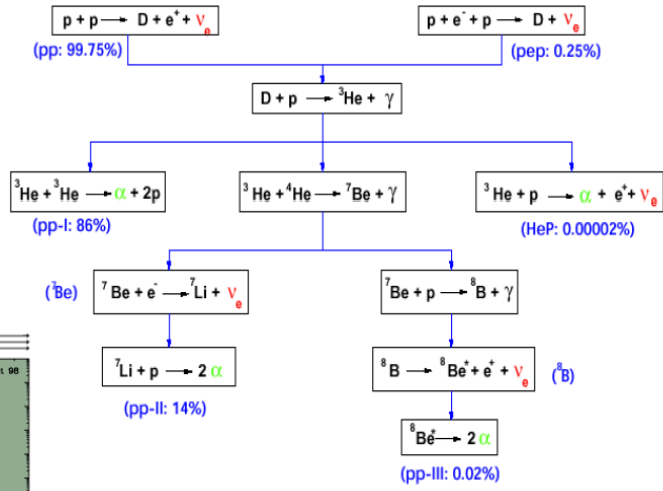 p + p → D + e⁺ + νₑ
p + e⁻ + p → D + νₑ
(pp: 99.75%)
(pep: 0.25%)
D + p → ³He + γ
³He + ³He → α + 2p
³He + ⁴He → ⁷Be + γ
³He + p → α + e⁺ + νₑ
(pp-I: 86%)
(HeP: 0.00002%)
(⁷Be)
⁷Be + e⁻ → ⁷Li + νₑ
⁷Be + p → ⁸B + γ
98
⁷Li + p → 2 α
⁸B → ⁸Be* + e⁺ + νₑ
(⁸B)
(pp-II: 14%)
⁸Be* → 2 α
(pp-III: 0.02%)